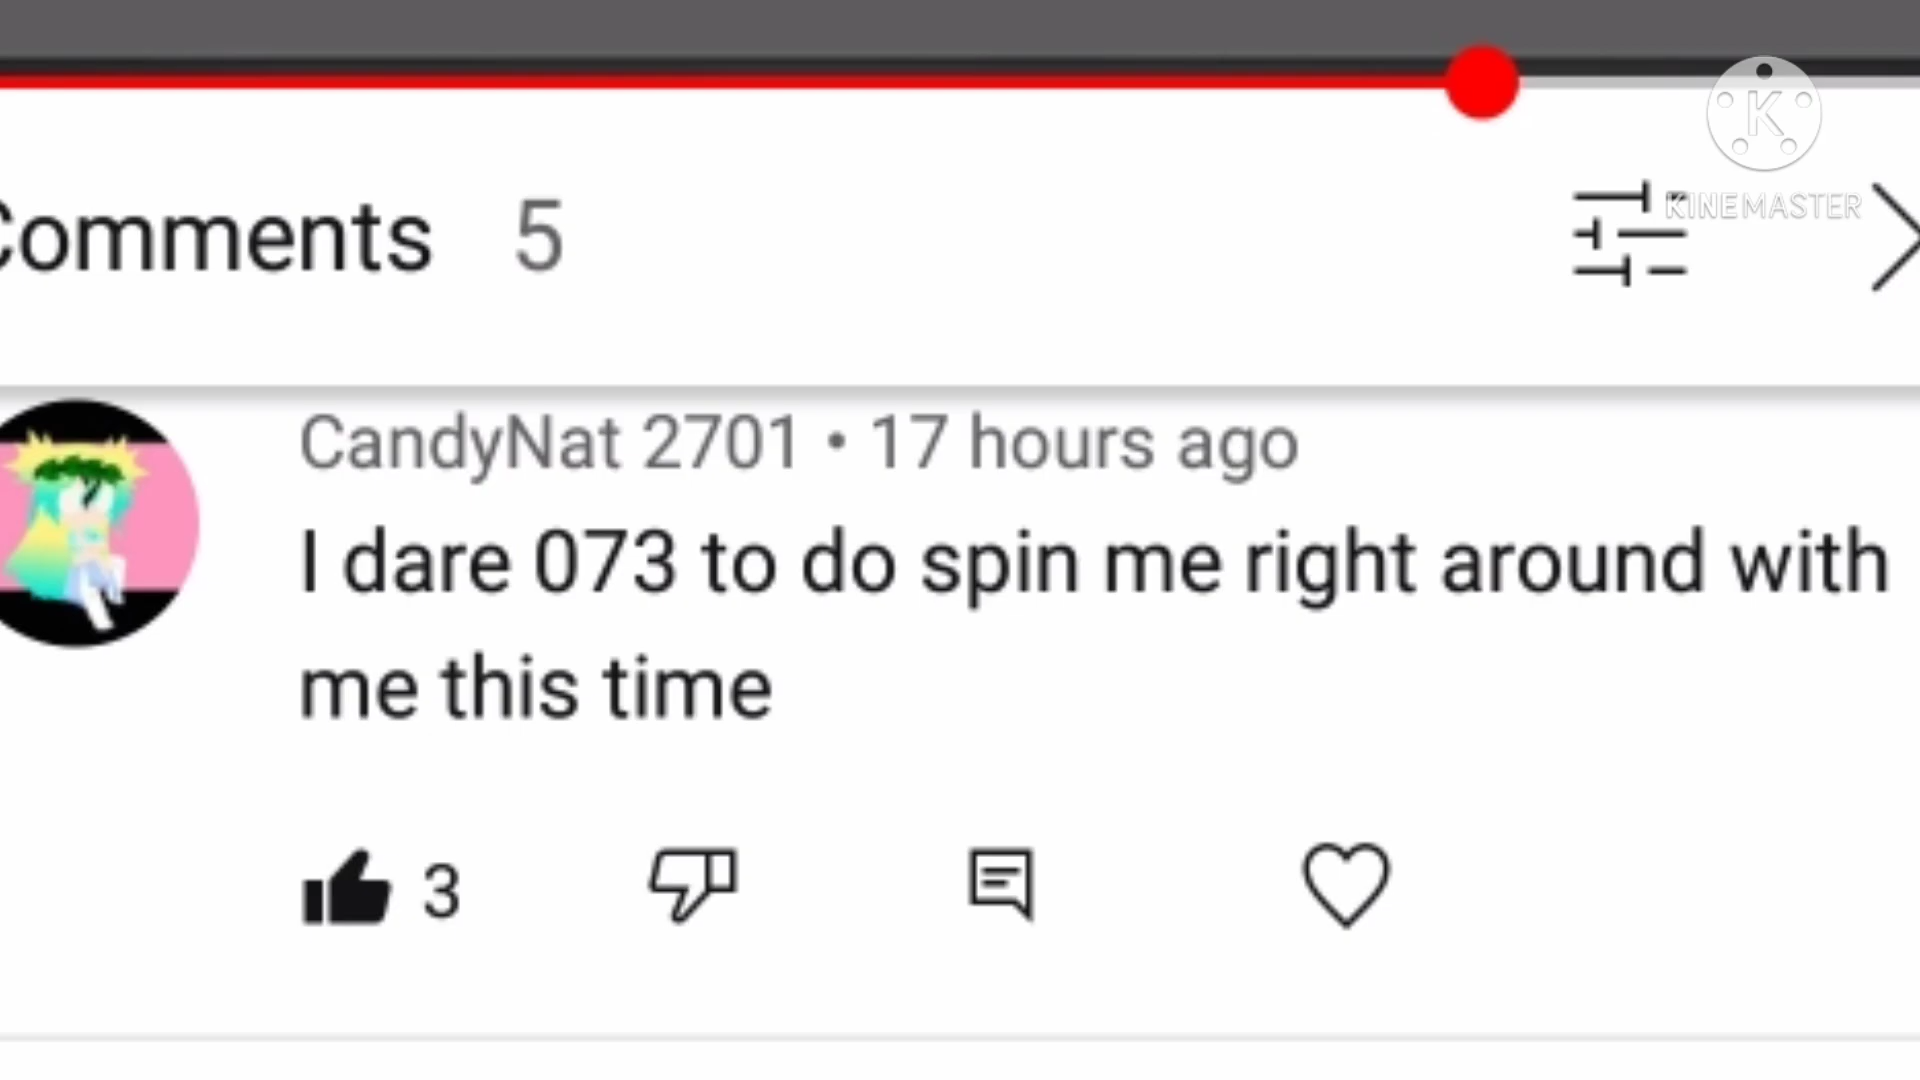 K
KINEMASTER
Comments 5
CandyNat 2701 • 17 hours ago
I dare 073 to do spin me right around with
me this time
3